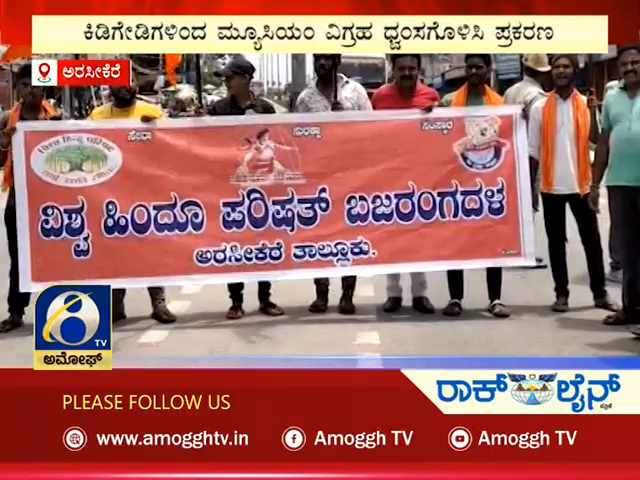 ಕಿಡಿಗೇಡಿಗಳಿಂದ ಮ್ಯೂಸಿಯಂ ವಿಗ್ರಹ ಧ್ವಂಸಗೊಳಿಸಿ ಪ್ರಕರಣ
ಅರಸೀಕೆರೆ
ಸೇವಾ ಸುರಕ್ಷಾ ಸಂಸ್ಕಾರ
ವಿಶ್ವ ಹಿಂದೂ ಪರಿಷತ್ ಬಜರಂಗದಳ
ಅರಸೀಕೆರೆ ತಾಲ್ಲೂಕು.
TV
ಅಮೋಘ್
ರಾಕ್ ಲೈನ್
PLEASE FOLLOW US
www.amogghtv.in Amoggh TV Amoggh TV